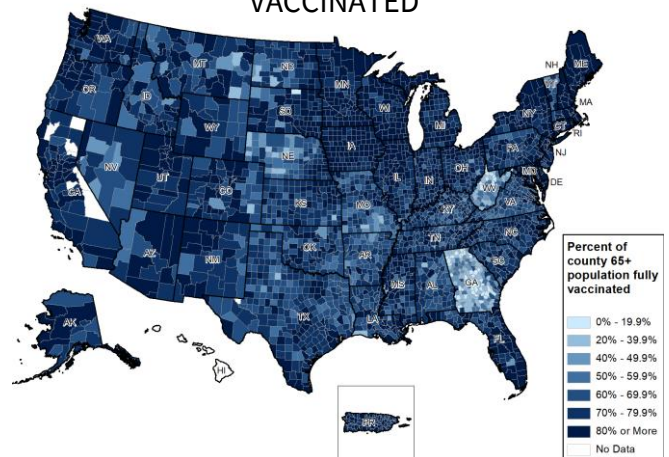 VACCINATED
WA
MT
ND
MN
OR
ID
SD
WI
MI
NH
ME
VT
NY
MA
CT
RI
WY
NE
IA
PA
NJ
NV
UT
CO
IL
IN
OH
MD
DE
CA
KS
MO
KY
WV
VA
AZ
NM
OK
AR
TN
NC
SC
TX
LA
MS
AL
GA
FL
AK
HI
PR
Percent of
county 65+
population fully
vaccinated
0% - 19.9%
20% - 39.9%
40% - 49.9%
50% - 59.9%
60% - 69.9%
70% - 79.9%
80% or More
No Data